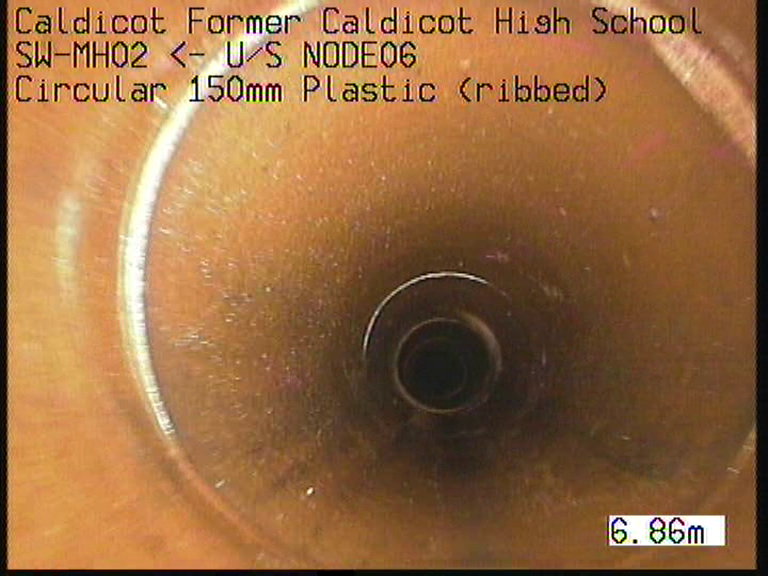 Caldicot Former Caldicot High School
SW-MH02 <- U/S NODE06
Circular 150mm Plastic (ribbed)
6.86m